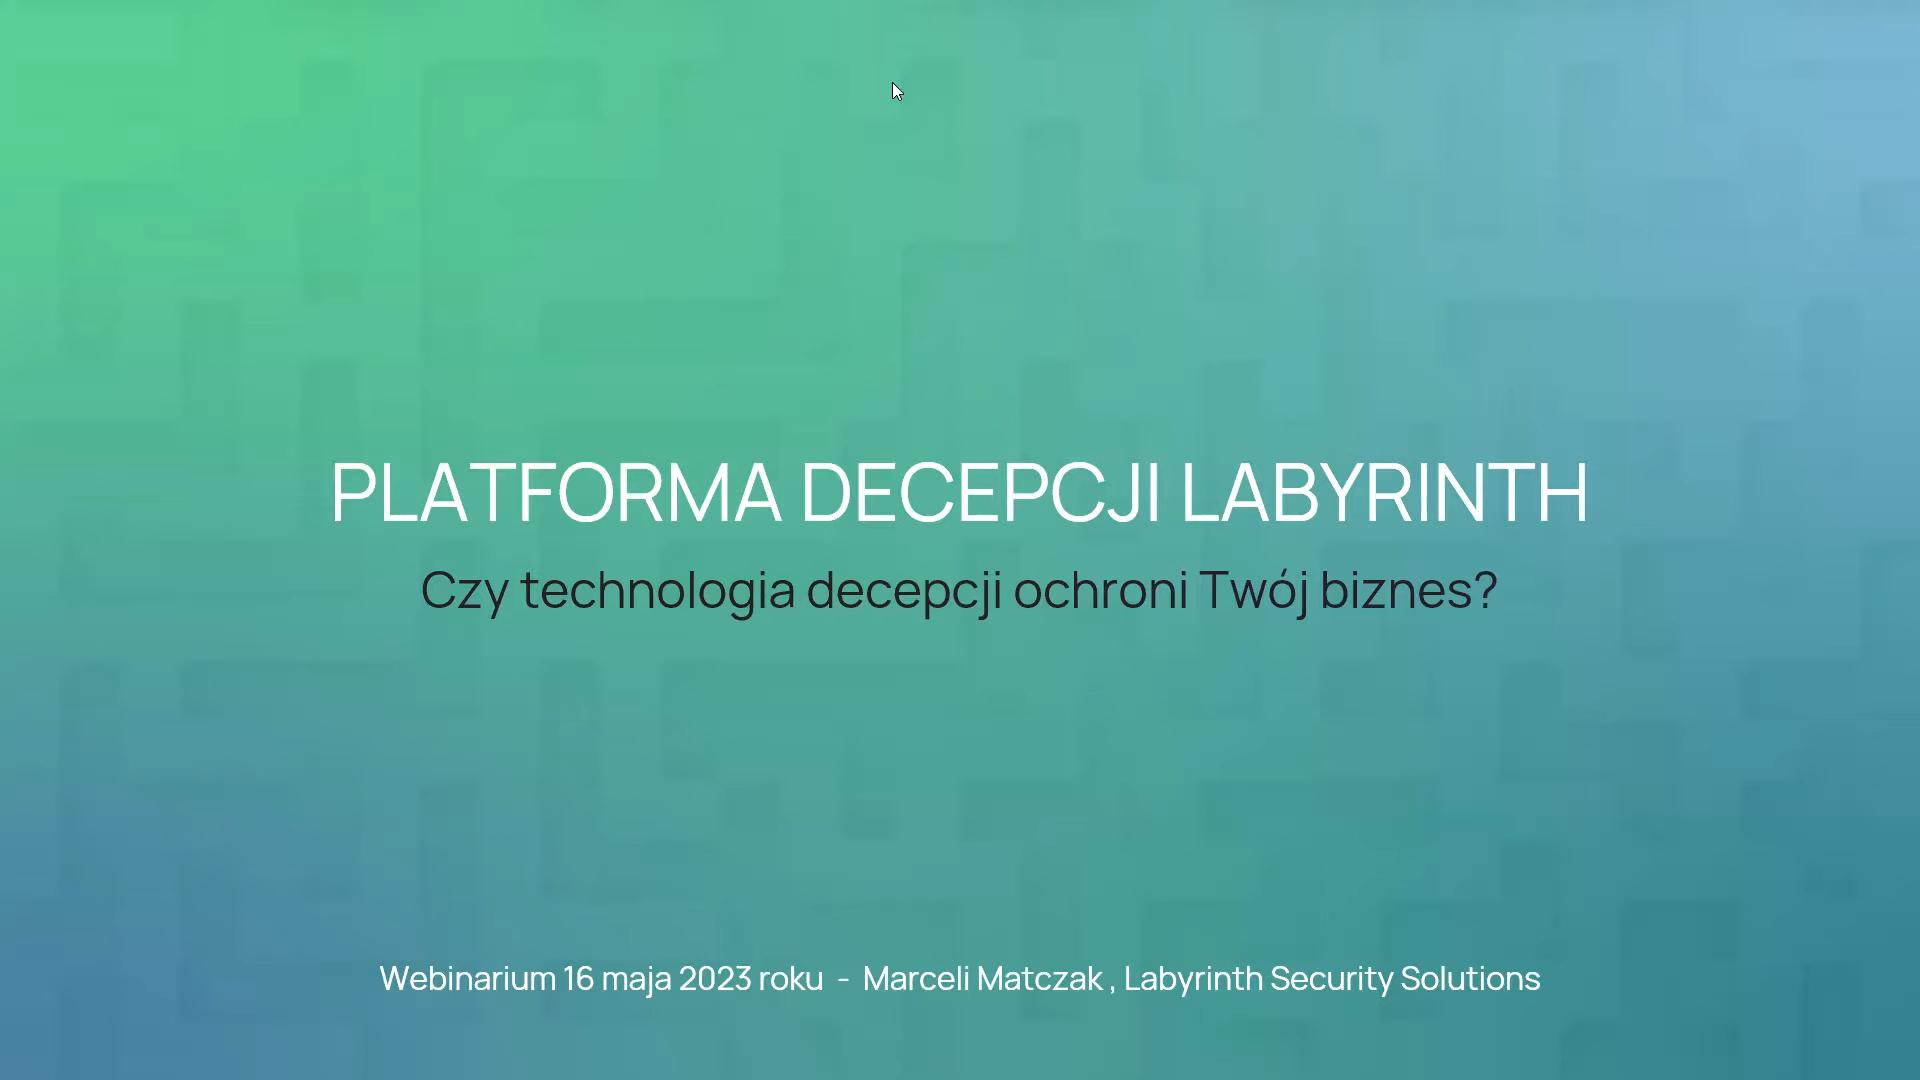 PLATFORMA DECEPCJI LABYRINTH
Czy technologia decepcji ochroni Twój biznes?
Webinarium 16 maja 2023 roku - Marceli Matczak , Labyrinth Security Solutions